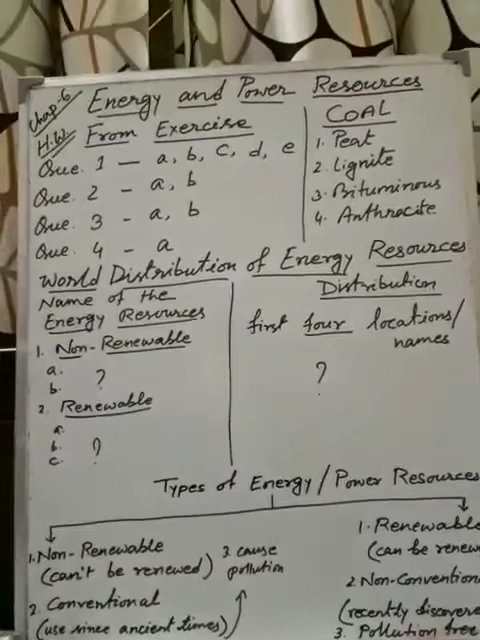 Chap. 6
Energy and Power Resources
H.W.
From Exercise
Que. 1 — a, b, c, d, e
Que. 2 - a, b
Que. 3 - a, b
Que. 4 - a
COAL
1. Peat
2. Lignite
3. Bituminous
4. Anthracite
World Distribution of Energy Resources
Name of the
Energy Resources
1. Non-Renewable
a.
b. ?
2. Renewable
a.
b. ?
c.
Distribution
first four locations/
names
?
Types of Energy/Power Resources
1. Non-Renewable
(can't be renewed)
2. Conventional
(use since ancient times)
3. cause
pollution
1. Renewable
(can be renew
2 Non-Convention
(recently discovere
3. Pollution free